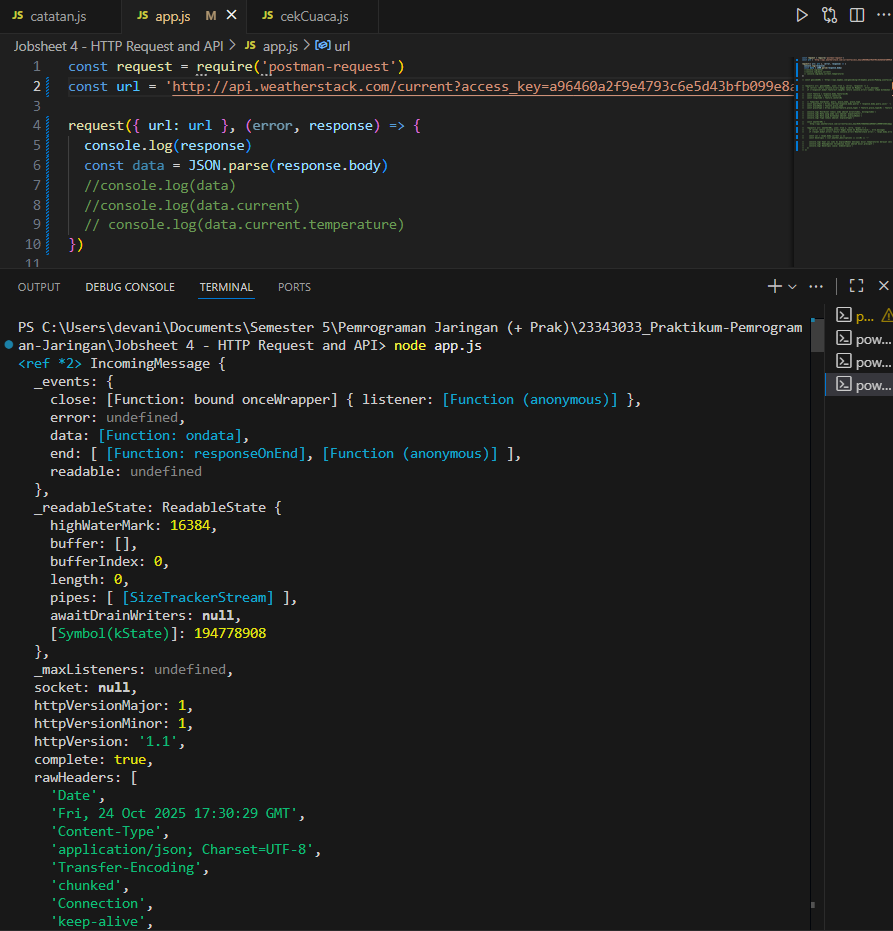 JS catatan.js JS app.js M × JS cekCuaca.js ...
Jobsheet 4 - HTTP Request and API > JS app.js > url
1 const request = require('postman-request')
2 const url = 'http://api.weatherstack.com/current?access_key=a96460a2f9e4793c6e5d43bfb099e8a
3
4 request({ url: url }, (error, response) => {
5 console.log(response)
6 const data = JSON.parse(response.body)
7 //console.log(data)
8 //console.log(data.current)
9 // console.log(data.current.temperature)
10 })
11
OUTPUT DEBUG CONSOLE TERMINAL PORTS
PS C:\Users\devani\Documents\Semester 5\Pemrograman Jaringan (+ Prak)\23343033_Praktikum-Pemrogram
an-Jaringan\Jobsheet 4 - HTTP Request and API> node app.js
<ref *2> IncomingMessage {
_events: {
close: [Function: bound onceWrapper] { listener: [Function (anonymous)] },
error: undefined,
data: [Function: ondata],
end: [ [Function: responseOnEnd], [Function (anonymous)] ],
readable: undefined
},
_readableState: ReadableState {
highWaterMark: 16384,
buffer: [],
bufferIndex: 0,
length: 0,
pipes: [ [SizeTrackerStream] ],
awaitDrainWriters: null,
[Symbol(kState)]: 194778908
},
_maxListeners: undefined,
socket: null,
httpVersionMajor: 1,
httpVersionMinor: 1,
httpVersion: '1.1',
complete: true,
rawHeaders: [
'Date',
'Fri, 24 Oct 2025 17:30:29 GMT',
'Content-Type',
'application/json; Charset=UTF-8',
'Transfer-Encoding',
'chunked',
'Connection',
'keep-alive',
p...
pow...
pow...
pow...